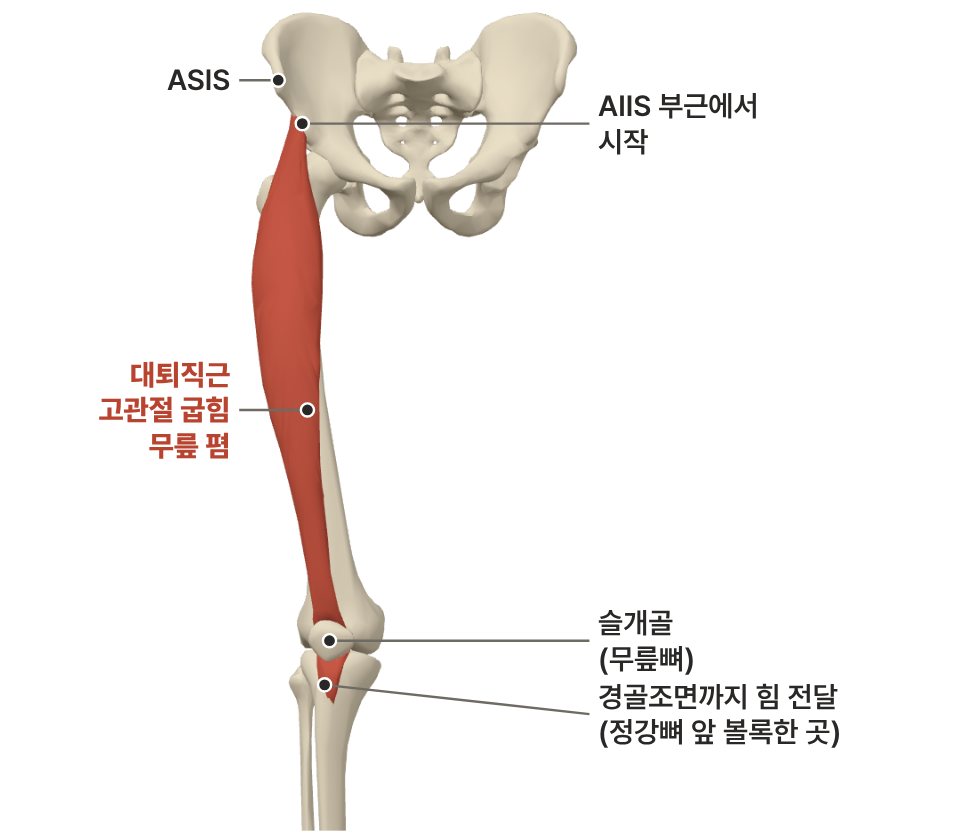 ASIS
AIIS 부근에서
시작
대퇴직근
고관절 굽힘
무릎 폄
슬개골
(무릎뼈)
경골조면까지 힘 전달
(정강뼈 앞 볼록한 곳)